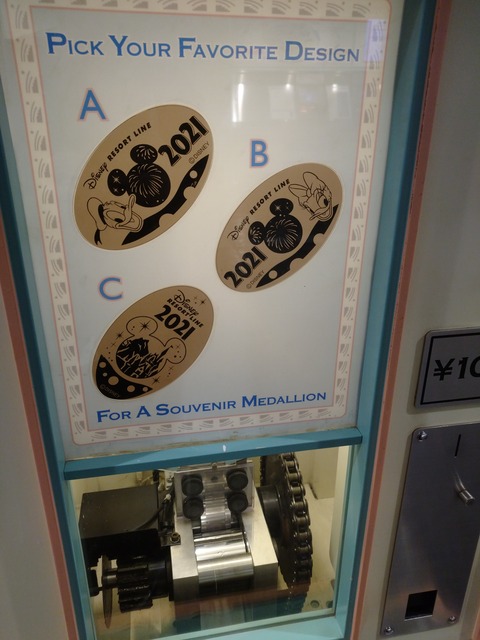 PICK YOUR FAVORITE DESIGN
A
Disney RESORT LINE
2021
© DISNEY
B
Disney RESORT LINE
2021
© DISNEY
C
Disney
RESORT LINE
2021
FOR A SOUVENIR MEDALLION
¥10